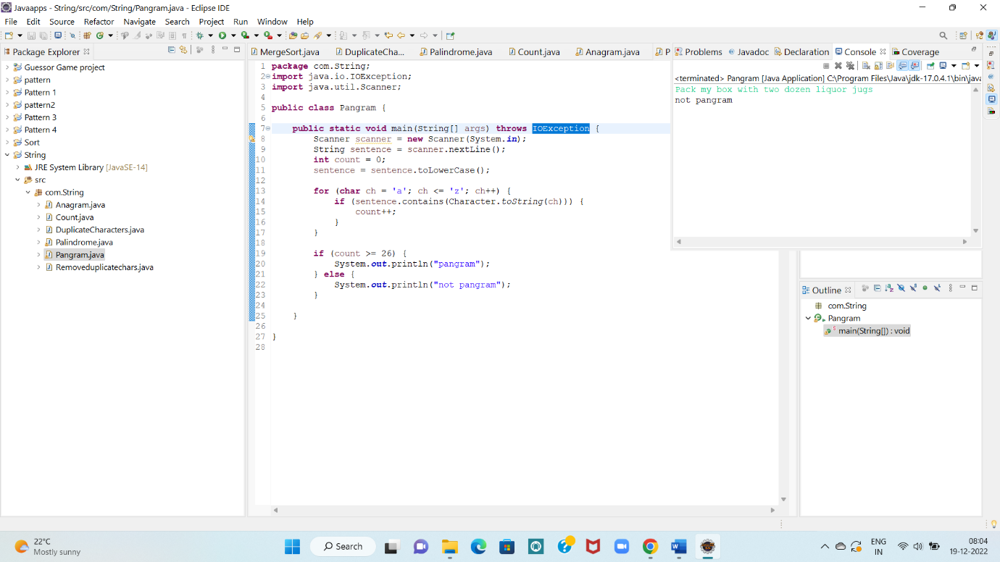 Javaapps - String/src/com/String/Pangram.java - Eclipse IDE
File Edit Source Refactor Navigate Search Project Run Window Help
Package Explorer
Guessor Game project
pattern
Pattern 1
pattern2
Pattern 3
Pattern 4
Sort
String
JRE System Library [JavaSE-14]
src
com.String
Anagram.java
Count.java
DuplicateCharacters.java
Palindrome.java
Pangram.java
Removeduplicatechars.java
MergeSort.java DuplicateCha... Palindrome.java Count.java Anagram.java P
1 package com.String;
2 import java.io.IOException;
3 import java.util.Scanner;
4
5 public class Pangram {
6
7 public static void main(String[] args) throws IOException {
8 Scanner scanner = new Scanner(System.in);
9 String sentence = scanner.nextLine();
10 int count = 0;
11 sentence = sentence.toLowerCase();
12
13 for (char ch = 'a'; ch <= 'z'; ch++) {
14 if (sentence.contains(Character.toString(ch))) {
15 count++;
16 }
17 }
18
19 if (count >= 26) {
20 System.out.println("pangram");
21 } else {
22 System.out.println("not pangram");
23 }
24
25 }
26
27 }
28
Problems Javadoc Declaration Console Coverage
<terminated> Pangram [Java Application] C:\Program Files\Java\jdk-17.0.4.1\bin\java
Pack my box with two dozen liquor jugs
not pangram
Outline
com.String
Pangram
main(String[]) : void
22°C
Mostly sunny
Search
ENG
IN
08:04
19-12-2022